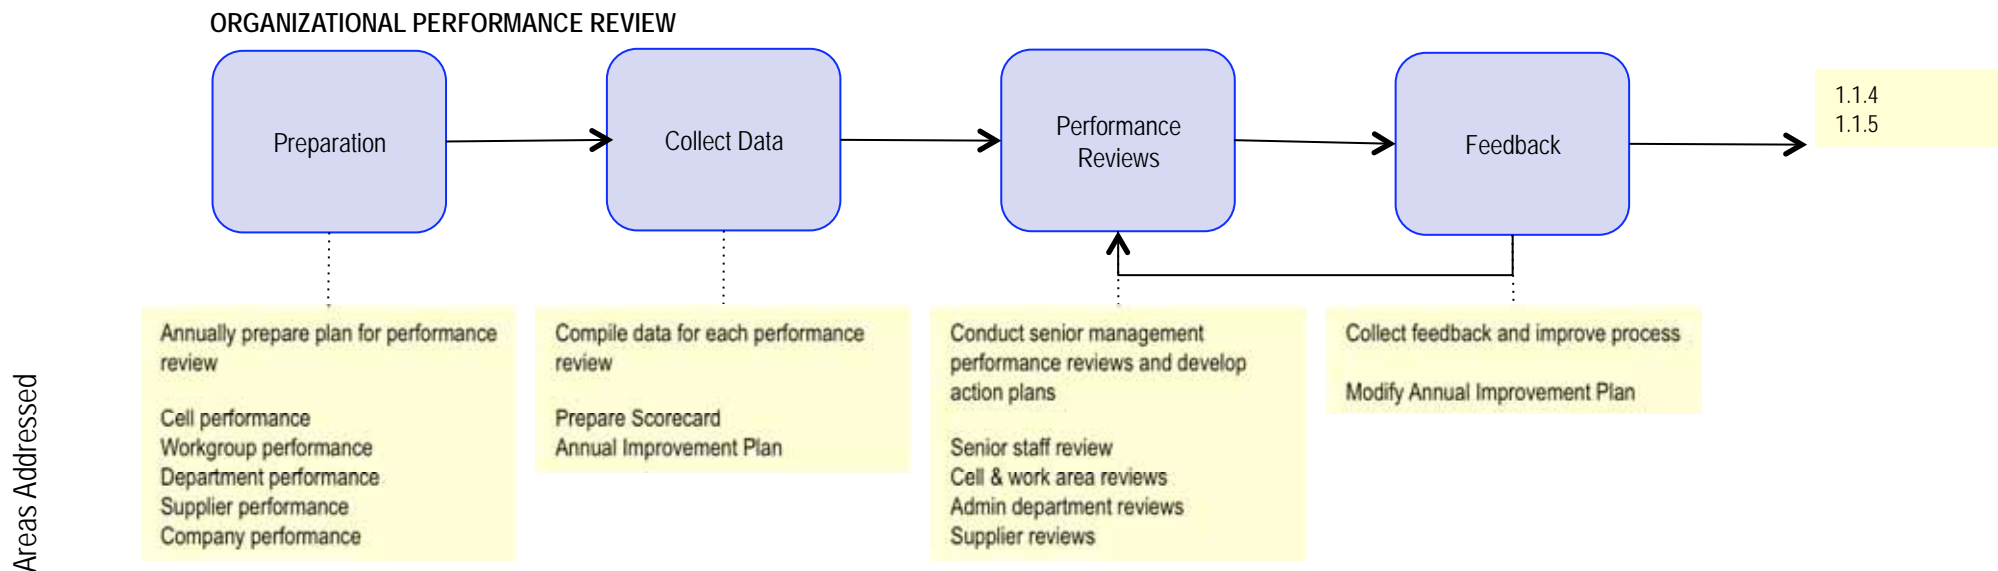 ORGANIZATIONAL PERFORMANCE REVIEW
Preparation
Collect Data
Performance
Reviews
Feedback
1.1.4
1.1.5
Areas Addressed
Annually prepare plan for performance
review
Cell performance
Workgroup performance
Department performance
Supplier performance
Company performance
Compile data for each performance
review
Prepare Scorecard
Annual Improvement Plan
Conduct senior management
performance reviews and develop
action plans
Senior staff review
Cell & work area reviews
Admin department reviews
Supplier reviews
Collect feedback and improve process
Modify Annual Improvement Plan